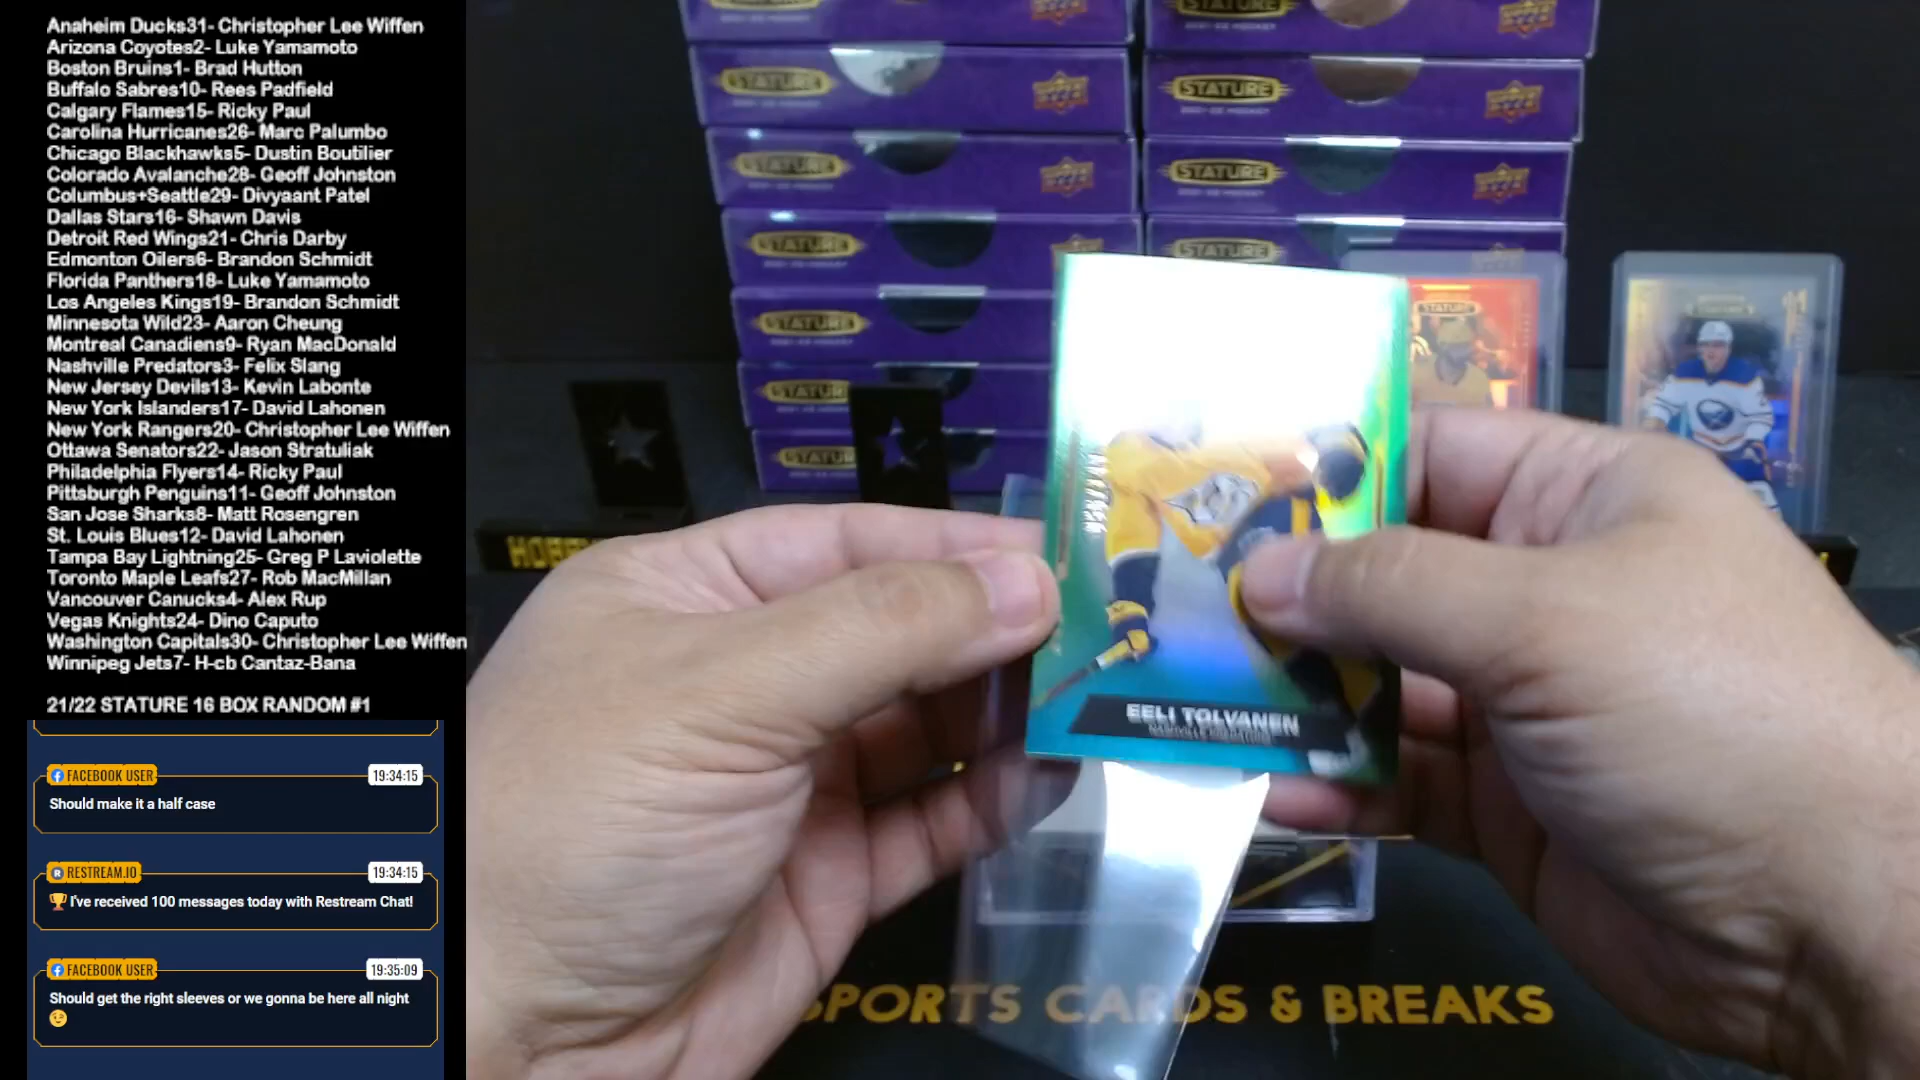 Anaheim Ducks31- Christopher Lee Wiffen
Arizona Coyotes2- Luke Yamamoto
Boston Bruins1- Brad Hutton
Buffalo Sabres10- Rees Padfield
Calgary Flames15- Ricky Paul
Carolina Hurricanes26- Marc Palumbo
Chicago Blackhawks5- Dustin Boutilier
Colorado Avalanche28- Geoff Johnston
Columbus+Seattle29- Divyaant Patel
Dallas Stars16- Shawn Davis
Detroit Red Wings21- Chris Darby
Edmonton Oilers6- Brandon Schmidt
Florida Panthers18- Luke Yamamoto
Los Angeles Kings19- Brandon Schmidt
Minnesota Wild23- Aaron Cheung
Montreal Canadiens9- Ryan MacDonald
Nashville Predators3- Felix Slang
New Jersey Devils13- Kevin Labonte
New York Islanders17- David Lahonen
New York Rangers20- Christopher Lee Wiffen
Ottawa Senators22- Jason Stratuliak
Philadelphia Flyers14- Ricky Paul
Pittsburgh Penguins11- Geoff Johnston
San Jose Sharks8- Matt Rosengren
St. Louis Blues12- David Lahonen
Tampa Bay Lightning25- Greg P Laviolette
Toronto Maple Leafs27- Rob MacMillan
Vancouver Canucks4- Alex Rup
Vegas Knights24- Dino Caputo
Washington Capitals30- Christopher Lee Wiffen
Winnipeg Jets7- H-cb Cantaz-Bana
21/22 STATURE 16 BOX RANDOM #1
FACEBOOK USER 19:34:15
Should make it a half case
RESTREAM.IO 19:34:15
🏆 I've received 100 messages today with Restream Chat!
FACEBOOK USER 19:35:09
Should get the right sleeves or we gonna be here all night
STATURE
STATURE
STATURE
STATURE
STATURE
STATURE
STATURE
STATURE
STATURE
STATURE
STATURE
EELI TOLVANEN
NASHVILLE PREDATORS
SPORTS CARDS & BREAKS